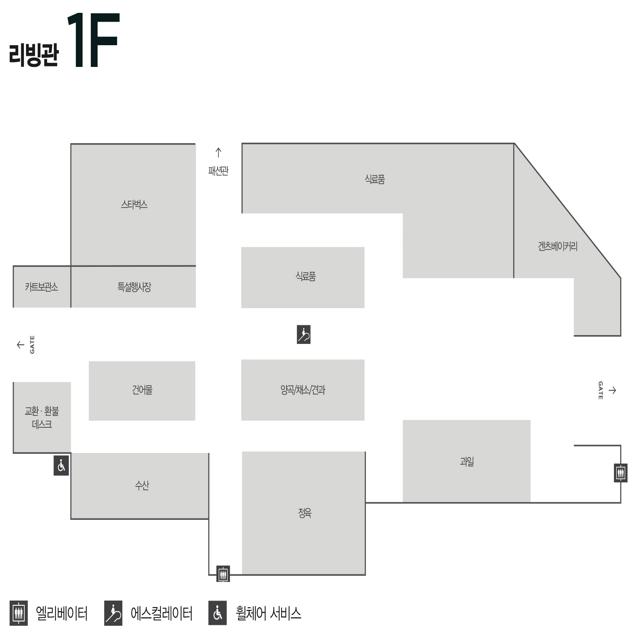 리빙관 1F
↑
패션관
식료품
스타벅스
겐츠베이커리
카트보관소
특설행사장
식료품
← GATE
건어물
양곡/채소/견과
GATE →
교환 · 환불
데스크
과일
수산
정육
엘리베이터
에스컬레이터
휠체어 서비스